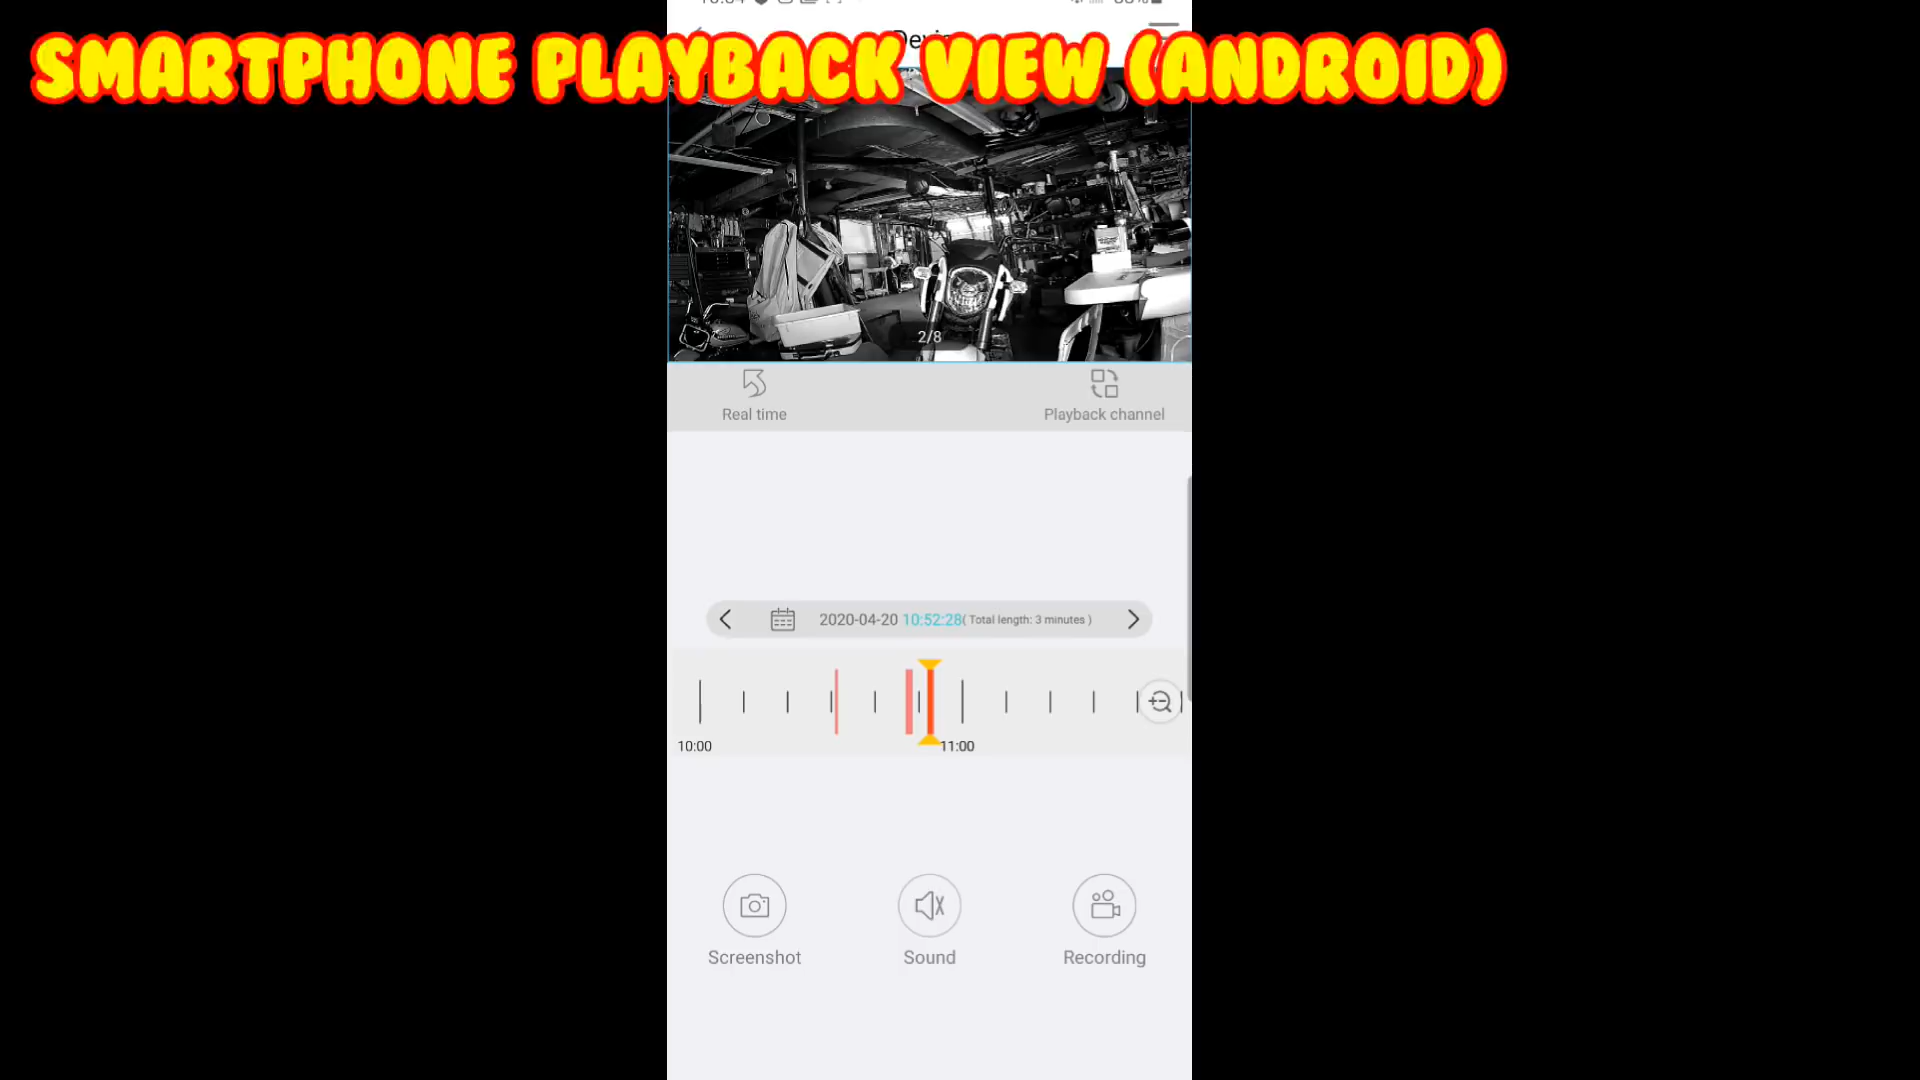 SMARTPHONE PLAYBACK VIEW (ANDROID)
2/8
Real time
Playback channel
2020-04-20 10:52:28( Total length: 3 minutes )
10:00
11:00
Screenshot
Sound
Recording